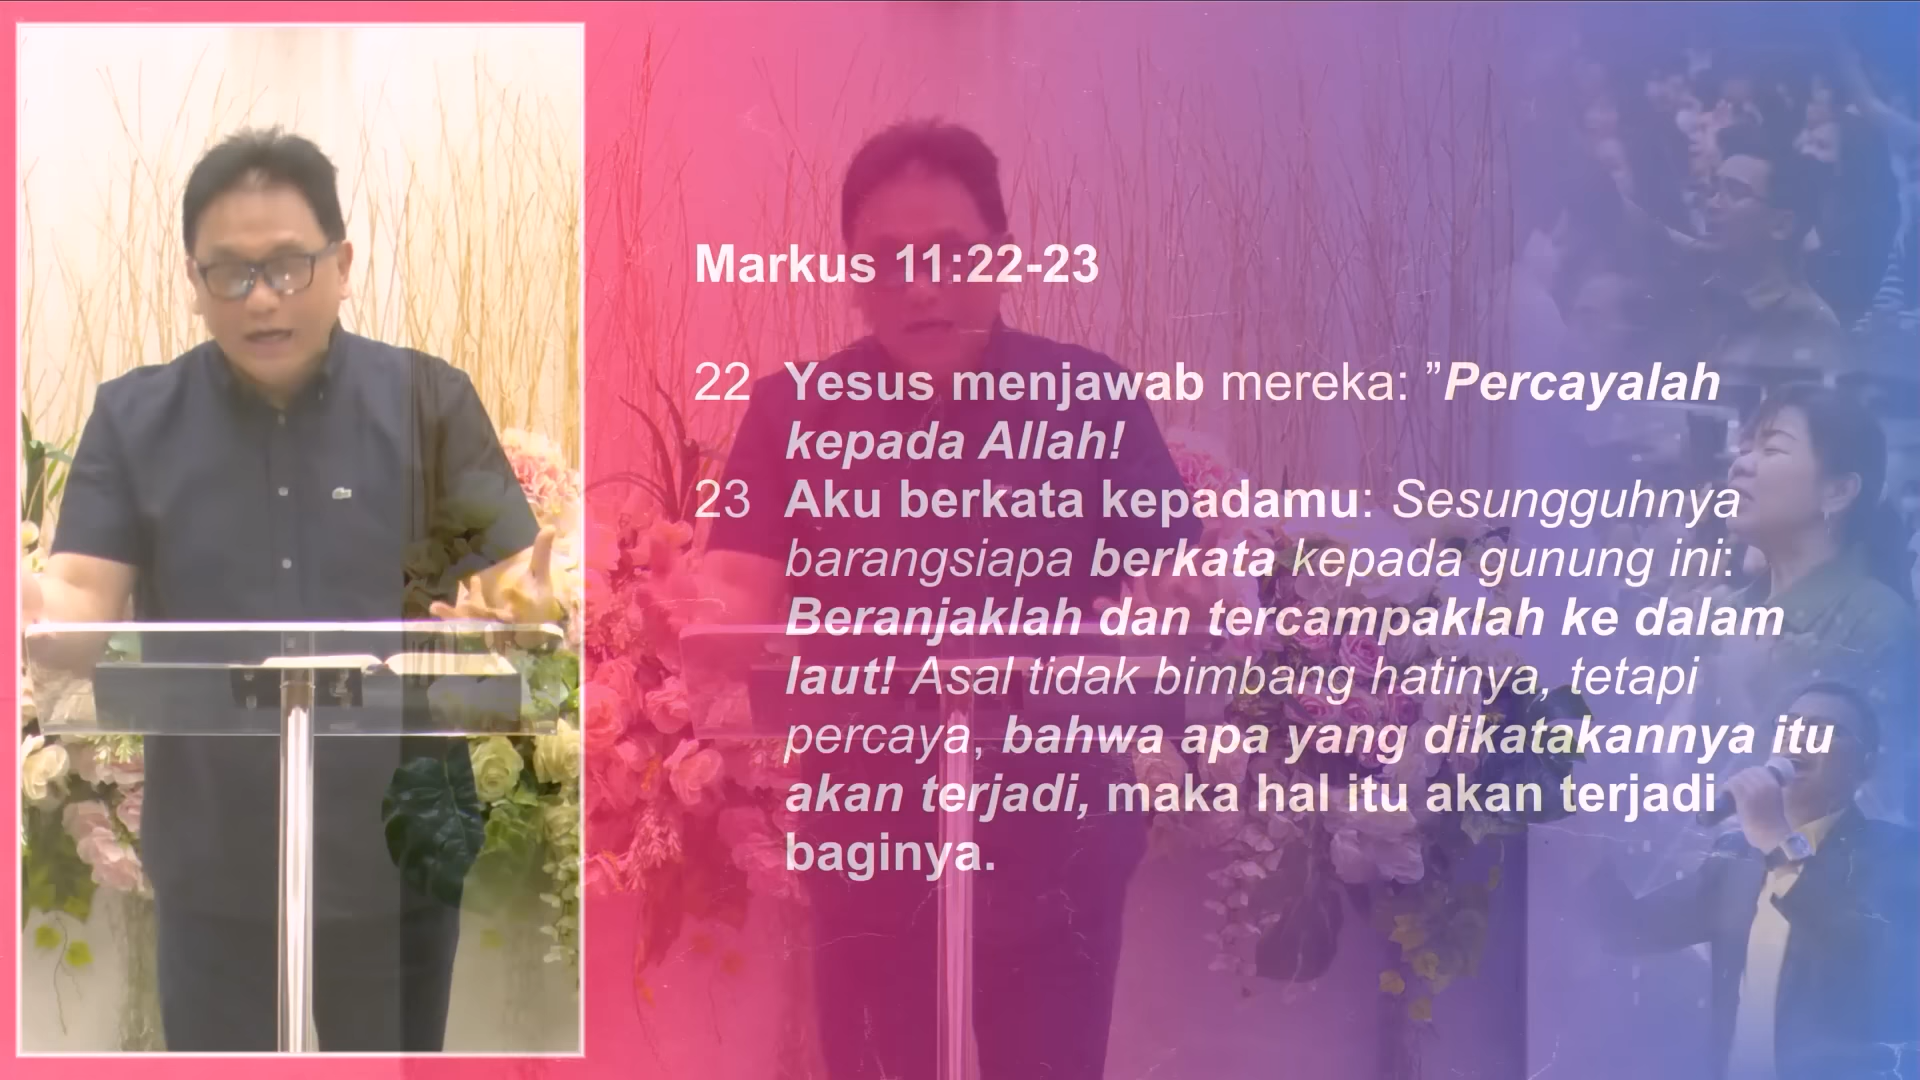 Markus 11:22-23
22 Yesus menjawab mereka: ”Percayalah
kepada Allah!
23 Aku berkata kepadamu: Sesungguhnya
barangsiapa berkata kepada gunung ini:
Beranjaklah dan tercampaklah ke dalam
laut! Asal tidak bimbang hatinya, tetapi
percaya, bahwa apa yang dikatakannya itu
akan terjadi, maka hal itu akan terjadi
baginya.